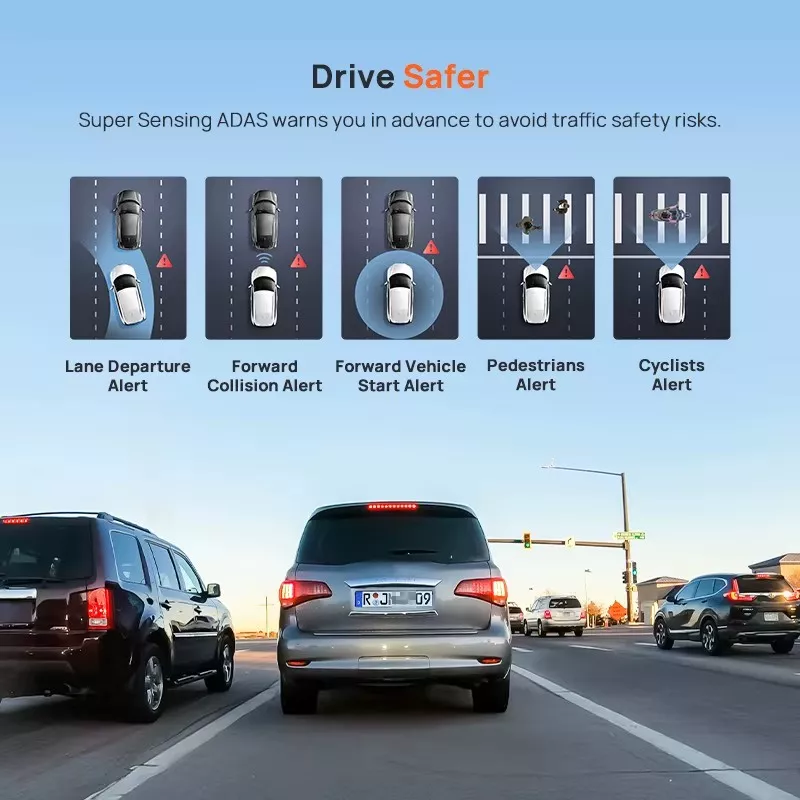 Drive Safer
Super Sensing ADAS warns you in advance to avoid traffic safety risks.
Lane Departure
Alert
Forward
Collision Alert
Forward Vehicle
Start Alert
Pedestrians
Alert
Cyclists
Alert
09